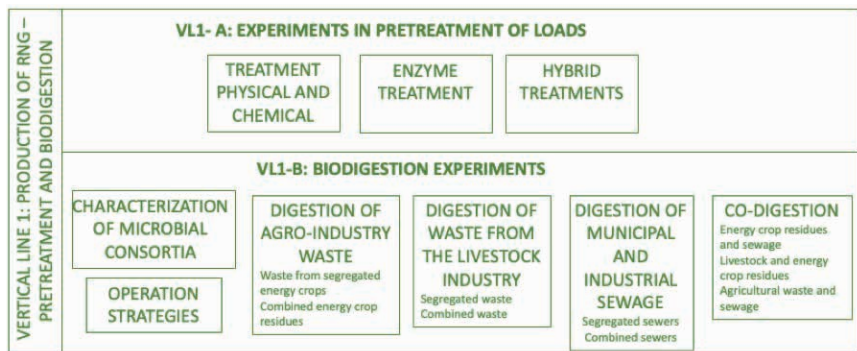 VERTICAL LINE 1: PRODUCTION OF RNG –
PRETREATMENT AND BIODIGESTION
VL1- A: EXPERIMENTS IN PRETREATMENT OF LOADS
TREATMENT
PHYSICAL AND
CHEMICAL
ENZYME
TREATMENT
HYBRID
TREATMENTS
VL1-B: BIODIGESTION EXPERIMENTS
CHARACTERIZATION
OF MICROBIAL
CONSORTIA
OPERATION
STRATEGIES
DIGESTION OF
AGRO-INDUSTRY
WASTE
Waste from segregated
energy crops
Combined energy crop
residues
DIGESTION OF
WASTE FROM
THE LIVESTOCK
INDUSTRY
Segregated waste
Combined waste
DIGESTION OF
MUNICIPAL AND
INDUSTRIAL
SEWAGE
Segregated sewers
Combined sewers
CO-DIGESTION
Energy crop residues
and sewage
Livestock and energy
crop residues
Agricultural waste and
sewage